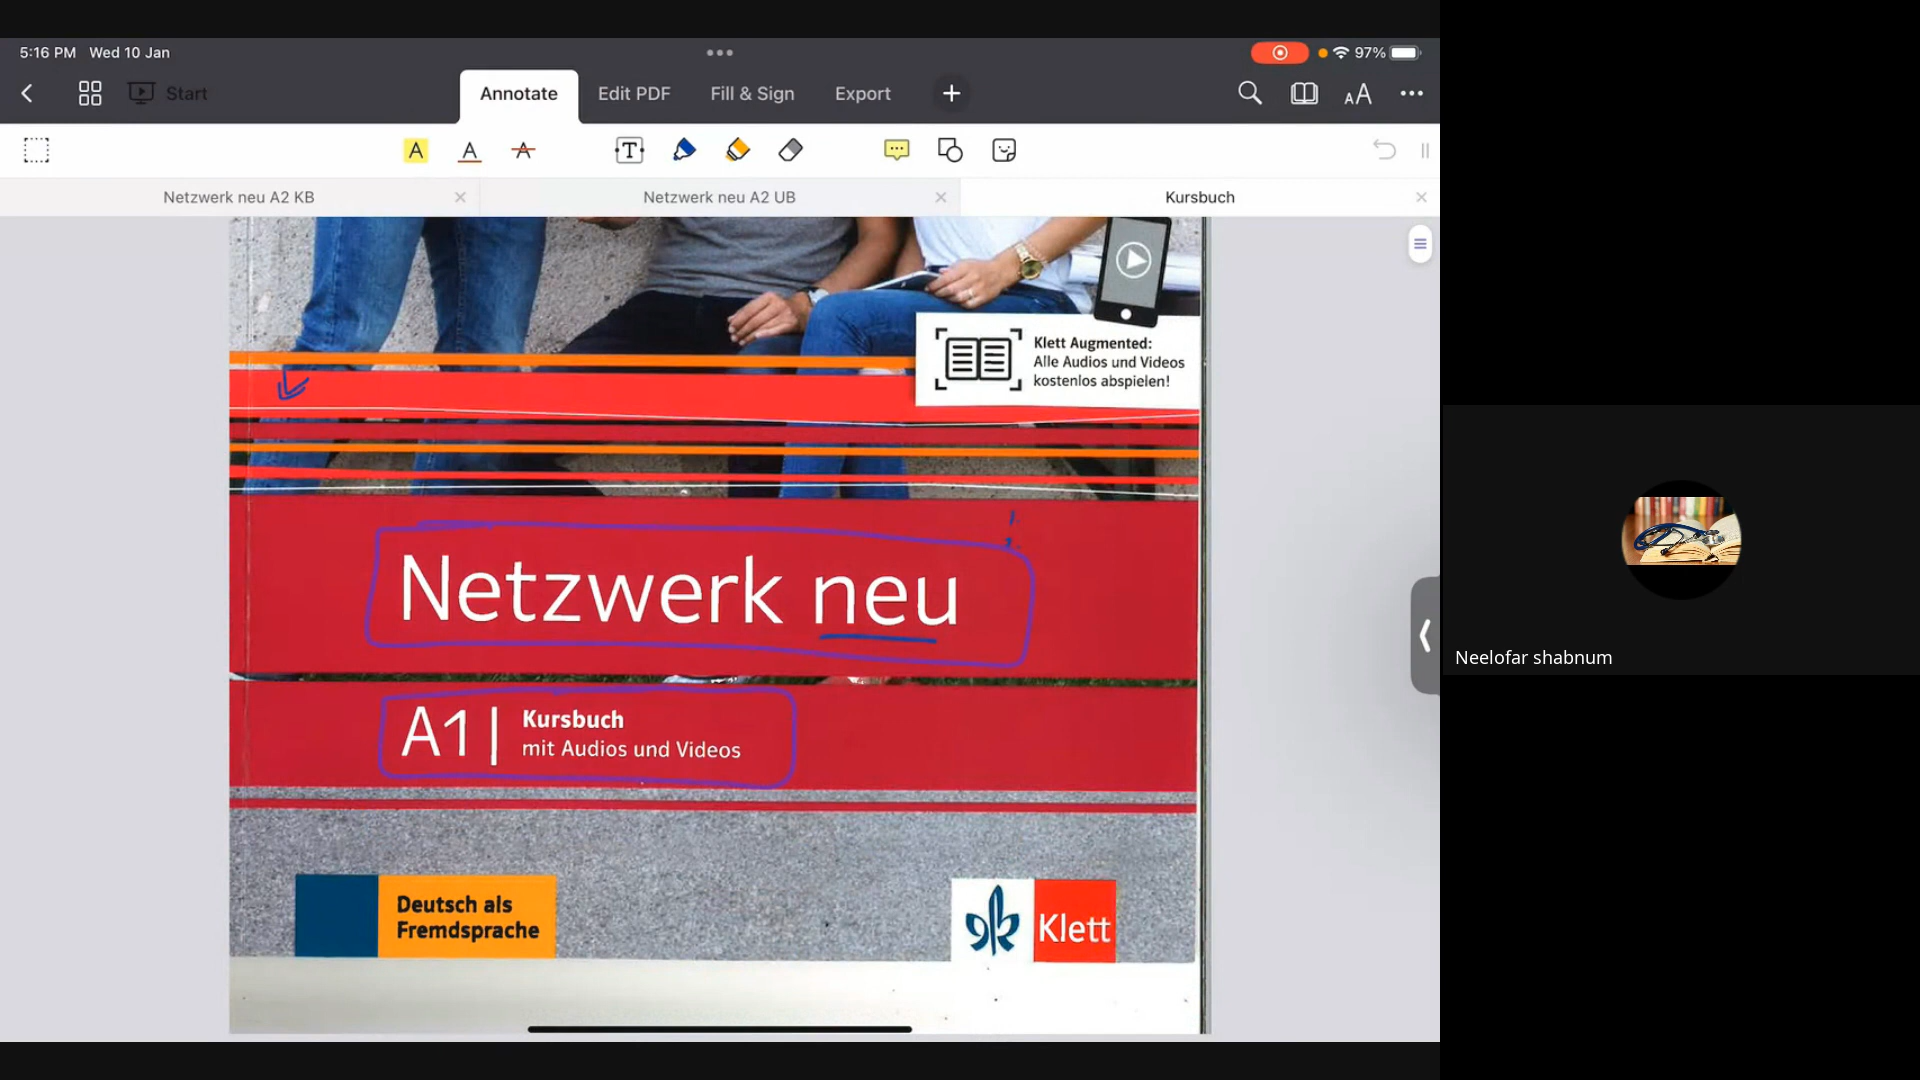 5:16 PM Wed 10 Jan
97%
Start
Annotate
Edit PDF
Fill & Sign
Export
Netzwerk neu A2 KB
Netzwerk neu A2 UB
Kursbuch
Klett Augmented:
Alle Audios und Videos
kostenlos abspielen!
Netzwerk neu
A1 | Kursbuch
mit Audios und Videos
Deutsch als
Fremdsprache
Klett
Neelofar shabnum